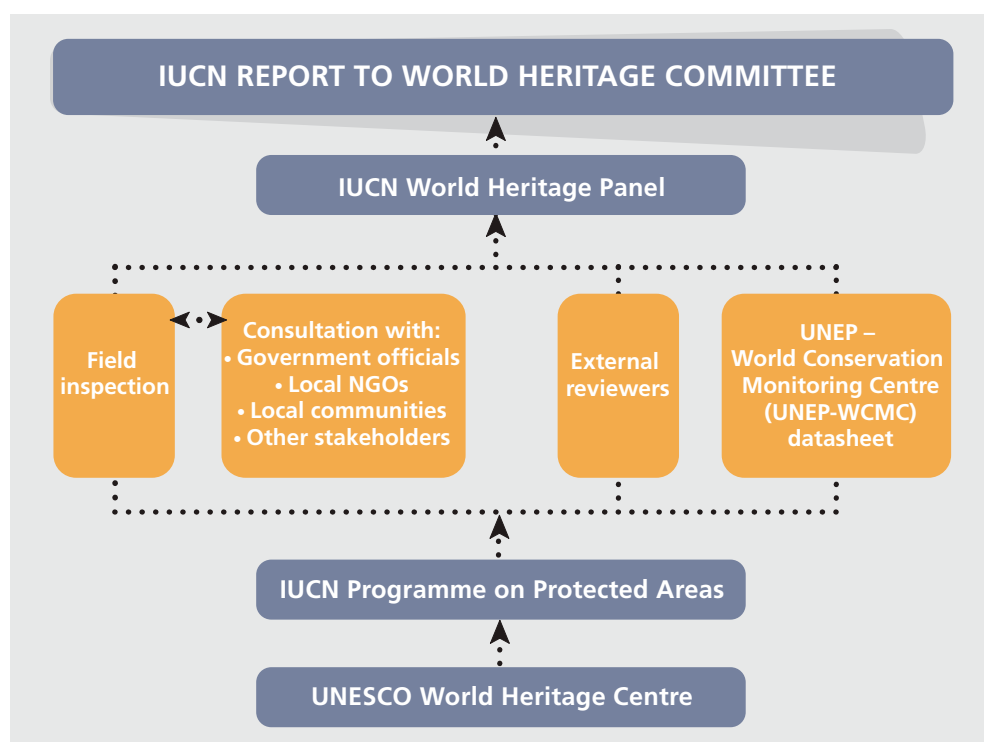 IUCN REPORT TO WORLD HERITAGE COMMITTEE
IUCN World Heritage Panel
Field
inspection
Consultation with:
• Government officials
• Local NGOs
• Local communities
• Other stakeholders
External
reviewers
UNEP –
World Conservation
Monitoring Centre
(UNEP-WCMC)
datasheet
IUCN Programme on Protected Areas
UNESCO World Heritage Centre